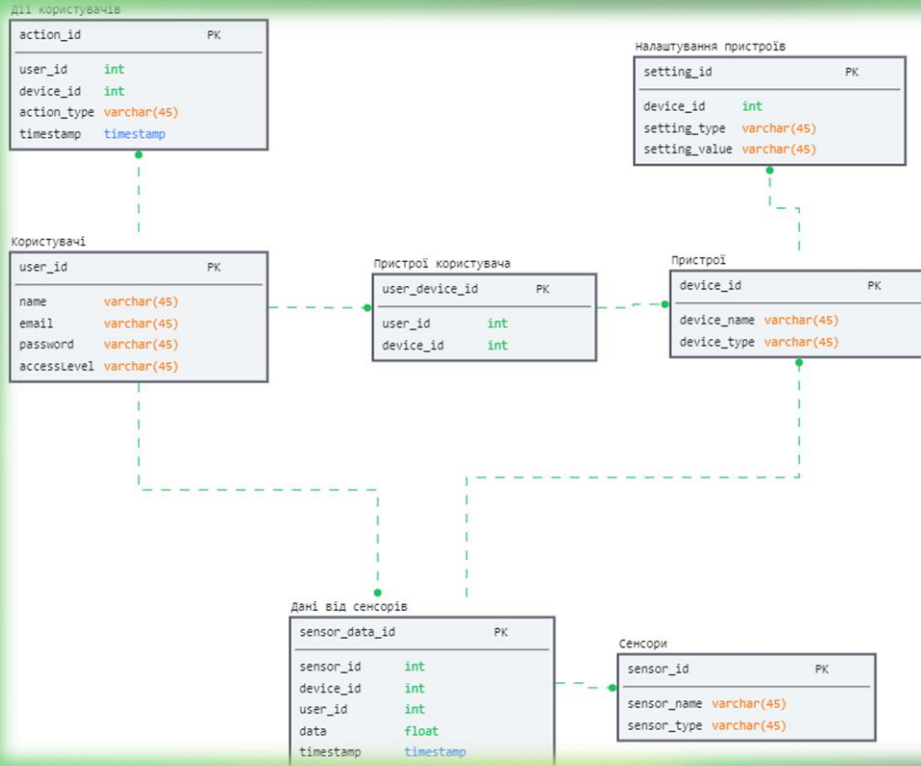 Дії користувачів
action_id PK
user_id int
device_id int
action_type varchar(45)
timestamp timestamp
Налаштування пристроїв
setting_id PK
device_id int
setting_type varchar(45)
setting_value varchar(45)
Користувачі
user_id PK
name varchar(45)
email varchar(45)
password varchar(45)
accessLevel varchar(45)
Пристрої користувача
user_device_id PK
user_id int
device_id int
Пристрої
device_id PK
device_name varchar(45)
device_type varchar(45)
Дані від сенсорів
sensor_data_id PK
sensor_id int
device_id int
user_id int
data float
timestamp timestamp
Сенсори
sensor_id PK
sensor_name varchar(45)
sensor_type varchar(45)